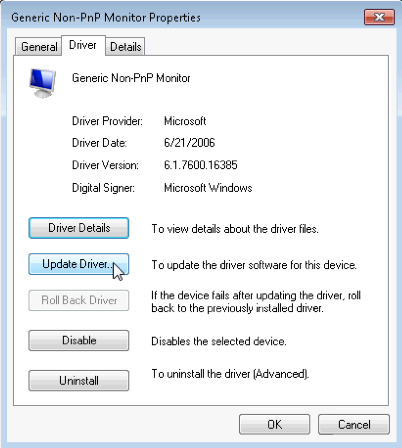 Generic Non-PnP Monitor Properties
General Driver Details
Generic Non-PnP Monitor
Driver Provider: Microsoft
Driver Date: 6/21/2006
Driver Version: 6.1.7600.16385
Digital Signer: Microsoft Windows
Driver Details To view details about the driver files.
Update Driver... To update the driver software for this device.
Roll Back Driver If the device fails after updating the driver, roll
back to the previously installed driver.
Disable Disables the selected device.
Uninstall To uninstall the driver (Advanced).
OK Cancel